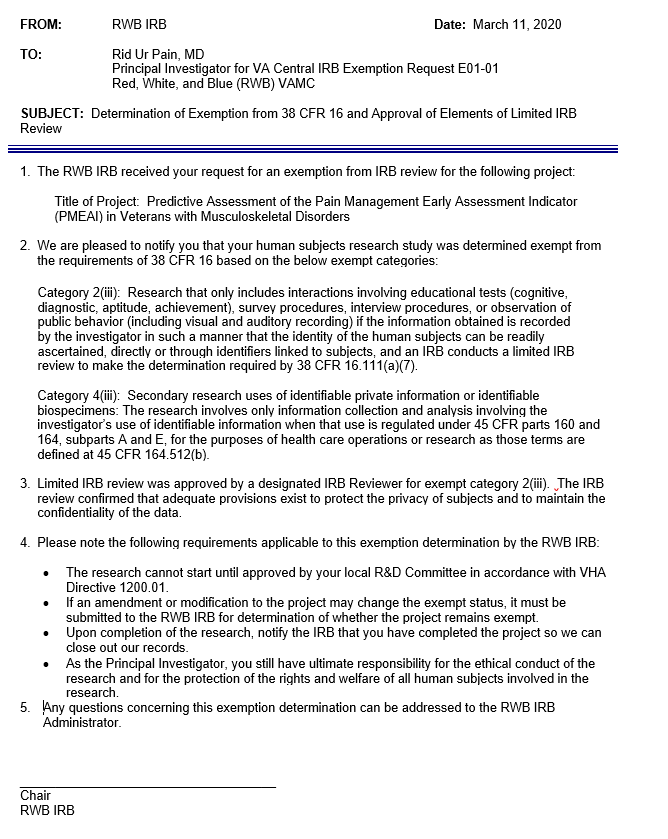 FROM: RWB IRB Date: March 11, 2020
TO: Rid Ur Pain, MD
Principal Investigator for VA Central IRB Exemption Request E01-01
Red, White, and Blue (RWB) VAMC
SUBJECT: Determination of Exemption from 38 CFR 16 and Approval of Elements of Limited IRB
Review
1. The RWB IRB received your request for an exemption from IRB review for the following project:
Title of Project: Predictive Assessment of the Pain Management Early Assessment Indicator
(PMEAI) in Veterans with Musculoskeletal Disorders
2. We are pleased to notify you that your human subjects research study was determined exempt from
the requirements of 38 CFR 16 based on the below exempt categories:
Category 2(iii): Research that only includes interactions involving educational tests (cognitive,
diagnostic, aptitude, achievement), survey procedures, interview procedures, or observation of
public behavior (including visual and auditory recording) if the information obtained is recorded
by the investigator in such a manner that the identity of the human subjects can be readily
ascertained, directly or through identifiers linked to subjects, and an IRB conducts a limited IRB
review to make the determination required by 38 CFR 16.111(a)(7).
Category 4(iii): Secondary research uses of identifiable private information or identifiable
biospecimens: The research involves only information collection and analysis involving the
investigator's use of identifiable information when that use is regulated under 45 CFR parts 160 and
164, subparts A and E, for the purposes of health care operations or research as those terms are
defined at 45 CFR 164.512(b).
3. Limited IRB review was approved by a designated IRB Reviewer for exempt category 2(iii). The IRB
review confirmed that adequate provisions exist to protect the privacy of subjects and to maintain the
confidentiality of the data.
4. Please note the following requirements applicable to this exemption determination by the RWB IRB:
• The research cannot start until approved by your local R&D Committee in accordance with VHA
Directive 1200.01.
• If an amendment or modification to the project may change the exempt status, it must be
submitted to the RWB IRB for determination of whether the project remains exempt.
• Upon completion of the research, notify the IRB that you have completed the project so we can
close out our records.
• As the Principal Investigator, you still have ultimate responsibility for the ethical conduct of the
research and for the protection of the rights and welfare of all human subjects involved in the
research.
5. Any questions concerning this exemption determination can be addressed to the RWB IRB
Administrator.
Chair
RWB IRB